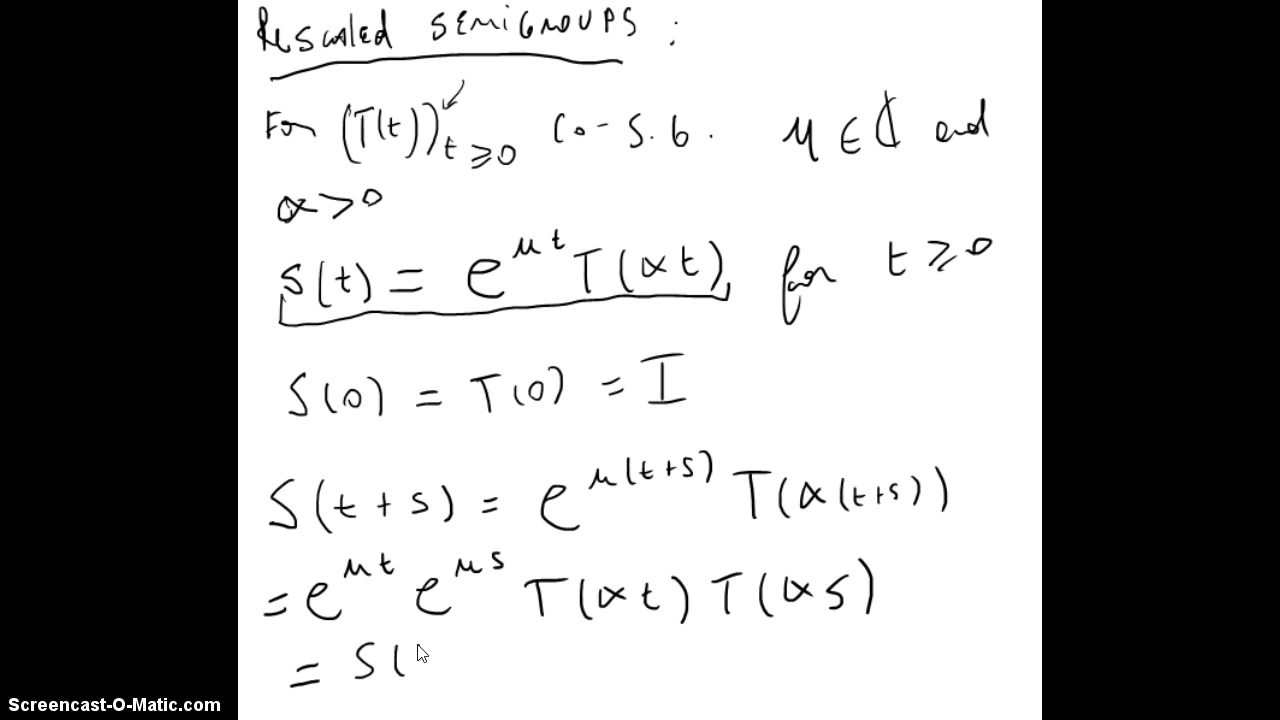 Rescaled SEMIGROUPS :
For (T(t))t≥0 C0-S.G. μ∈ℂ and
α>0
S(t) = e^{μt} T(αt) for t≥0
S(0) = T(0) = I
S(t+s) = e^{μ(t+s)} T(α(t+s))
= e^{μt} e^{μs} T(αt) T(αs)
= S(
Screencast-O-Matic.com